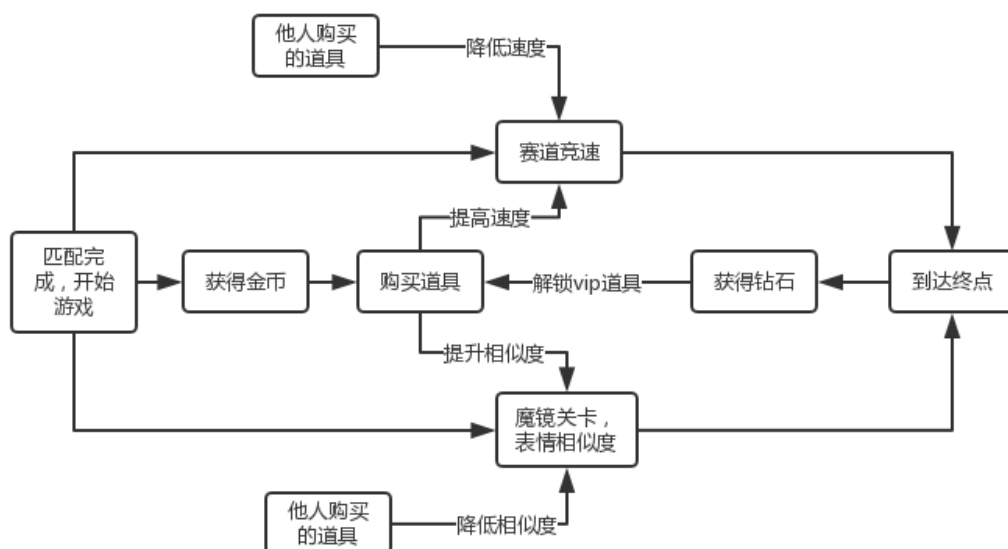 他人购买
的道具
降低速度
赛道竞速
提高速度
匹配完
成，开始
游戏
获得金币
购买道具
解锁vip道具
获得钻石
到达终点
提升相似度
魔镜关卡，
表情相似度
他人购买
的道具
降低相似度